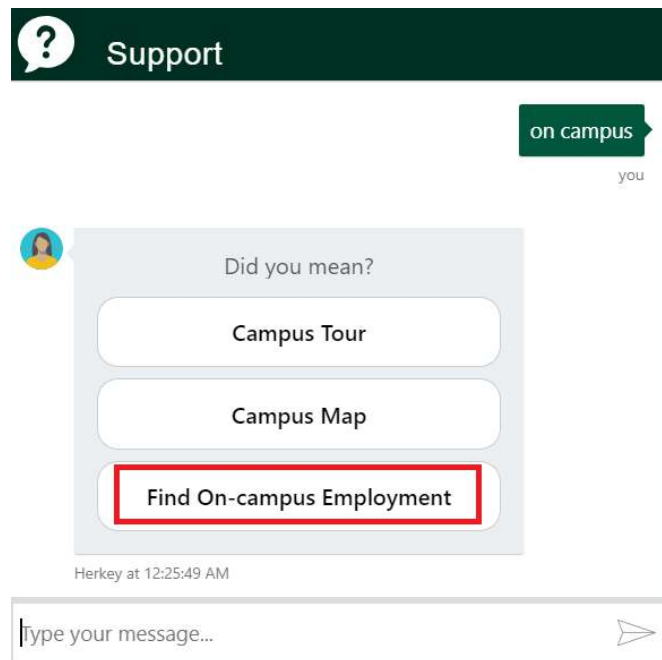 ?
Support
on campus
you
Did you mean?
Campus Tour
Campus Map
Find On-campus Employment
Herkey at 12:25:49 AM
Type your message...